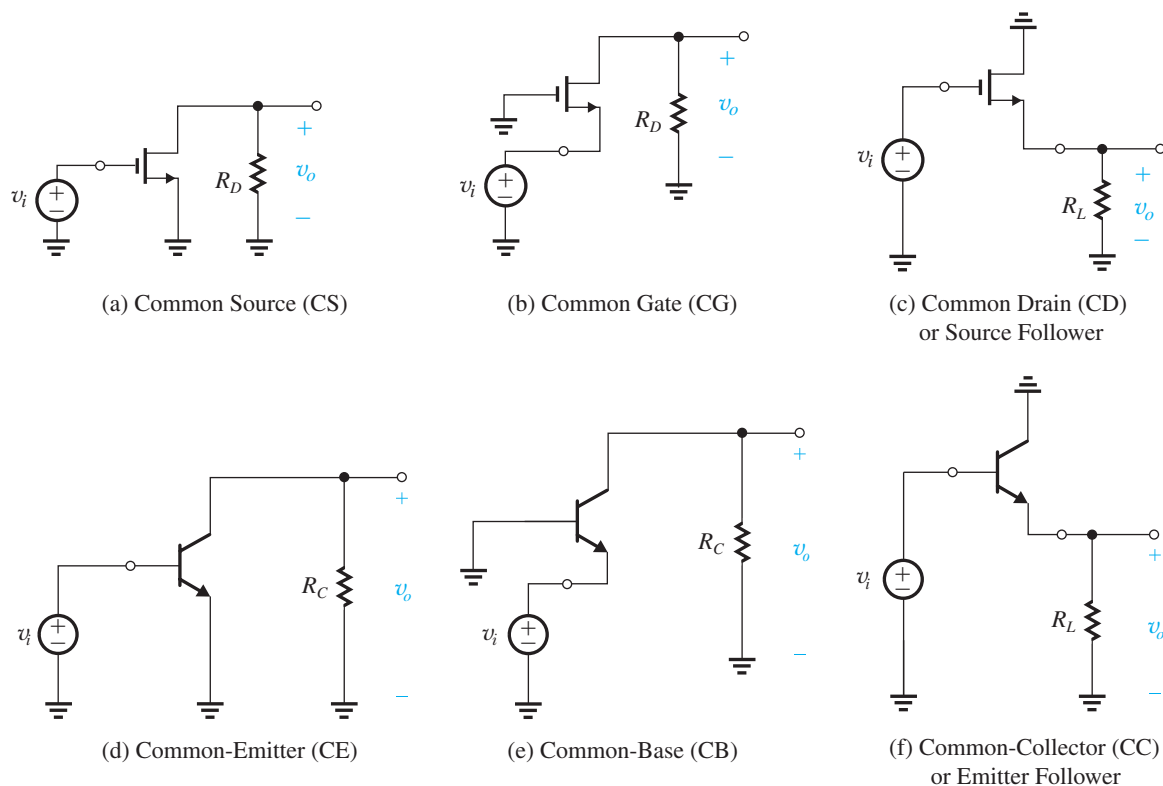 +
v_o
−
R_D
+
−
v_i
(a) Common Source (CS)
+
v_o
−
R_D
+
−
v_i
(b) Common Gate (CG)
+
−
v_i
+
v_o
−
R_L
(c) Common Drain (CD)
or Source Follower
+
v_o
−
R_C
+
−
v_i
(d) Common-Emitter (CE)
+
v_o
−
R_C
+
−
v_i
(e) Common-Base (CB)
+
−
v_i
+
v_o
−
R_L
(f) Common-Collector (CC)
or Emitter Follower